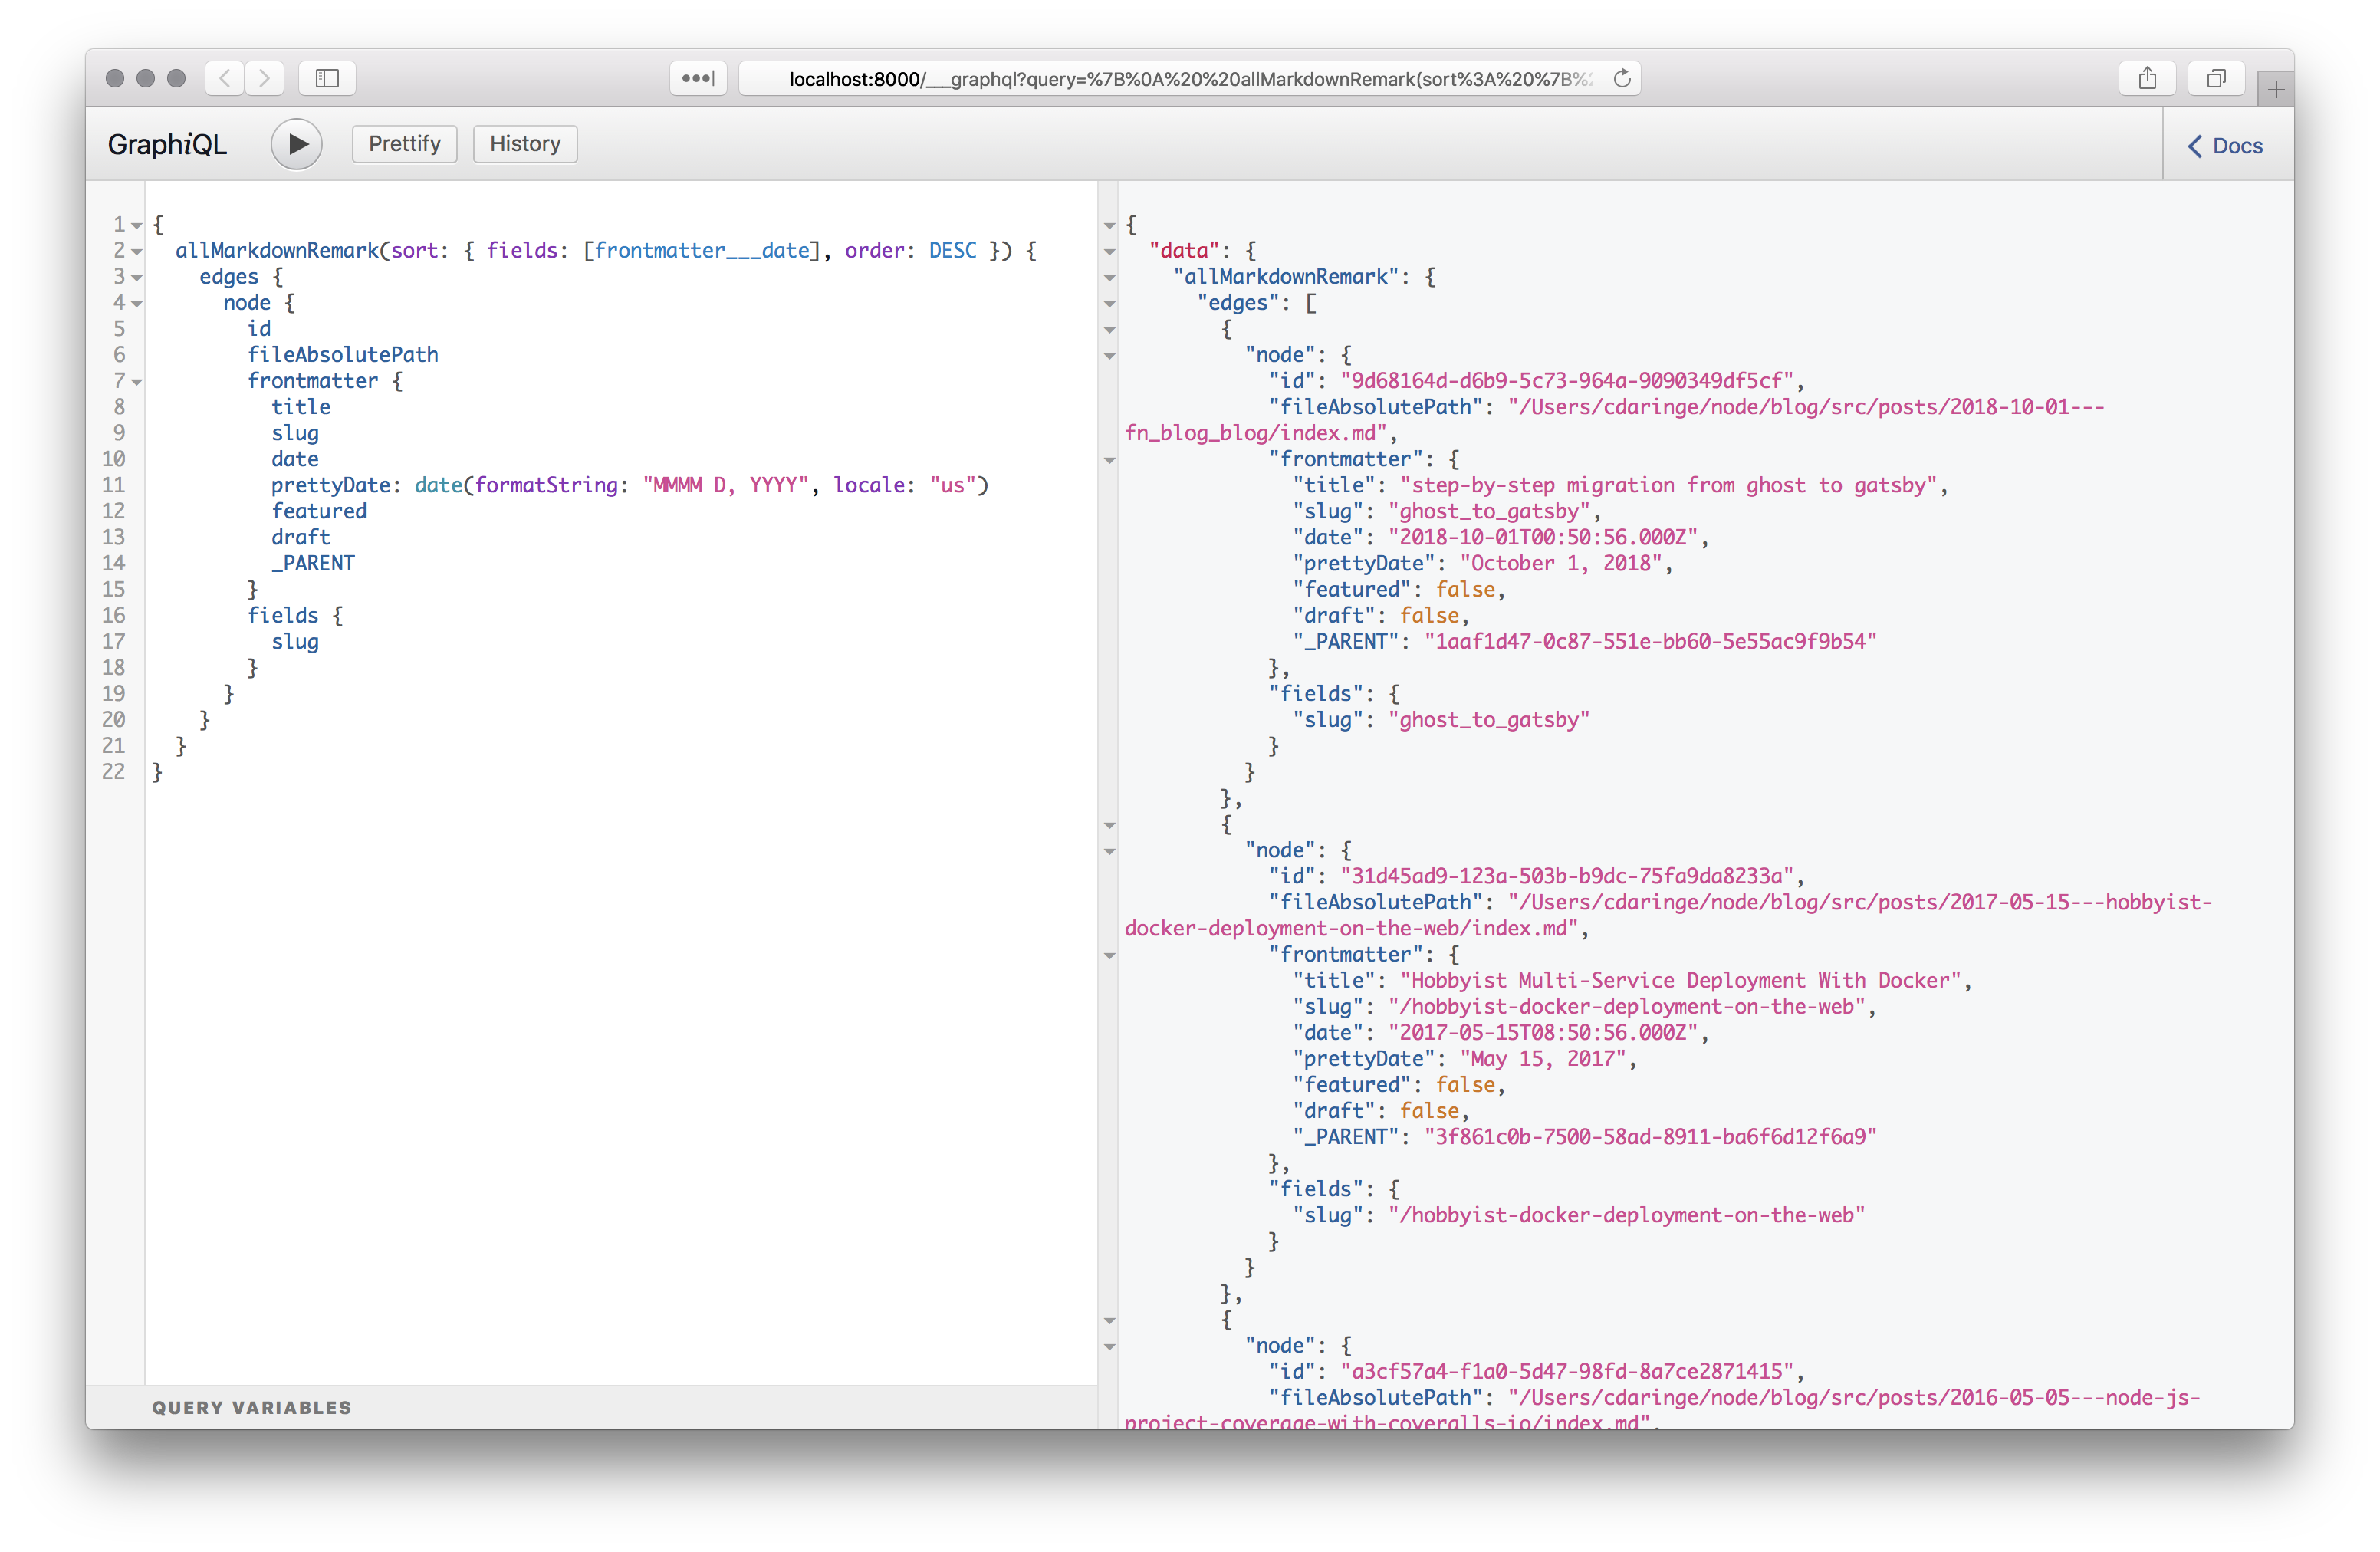 localhost:8000/___graphql?query=%7B%0A%20%20allMarkdownRemark(sort%3A%20%7B%
GraphiQL
Prettify
History
Docs
1 {
2 allMarkdownRemark(sort: { fields: [frontmatter___date], order: DESC }) {
3 edges {
4 node {
5 id
6 fileAbsolutePath
7 frontmatter {
8 title
9 slug
10 date
11 prettyDate: date(formatString: "MMMM D, YYYY", locale: "us")
12 featured
13 draft
14 _PARENT
15 }
16 fields {
17 slug
18 }
19 }
20 }
21 }
22 }
QUERY VARIABLES
{
"data": {
"allMarkdownRemark": {
"edges": [
{
"node": {
"id": "9d68164d-d6b9-5c73-964a-9090349df5cf",
"fileAbsolutePath": "/Users/cdaringe/node/blog/src/posts/2018-10-01---
fn_blog_blog/index.md",
"frontmatter": {
"title": "step-by-step migration from ghost to gatsby",
"slug": "ghost_to_gatsby",
"date": "2018-10-01T00:50:56.000Z",
"prettyDate": "October 1, 2018",
"featured": false,
"draft": false,
"_PARENT": "1aaf1d47-0c87-551e-bb60-5e55ac9f9b54"
},
"fields": {
"slug": "ghost_to_gatsby"
}
}
},
{
"node": {
"id": "31d45ad9-123a-503b-b9dc-75fa9da8233a",
"fileAbsolutePath": "/Users/cdaringe/node/blog/src/posts/2017-05-15---hobbyist-
docker-deployment-on-the-web/index.md",
"frontmatter": {
"title": "Hobbyist Multi-Service Deployment With Docker",
"slug": "/hobbyist-docker-deployment-on-the-web",
"date": "2017-05-15T08:50:56.000Z",
"prettyDate": "May 15, 2017",
"featured": false,
"draft": false,
"_PARENT": "3f861c0b-7500-58ad-8911-ba6f6d12f6a9"
},
"fields": {
"slug": "/hobbyist-docker-deployment-on-the-web"
}
}
},
{
"node": {
"id": "a3cf57a4-f1a0-5d47-98fd-8a7ce2871415",
"fileAbsolutePath": "/Users/cdaringe/node/blog/src/posts/2016-05-05---node-js-
project-coverage-with-coveralls-io/index.md",